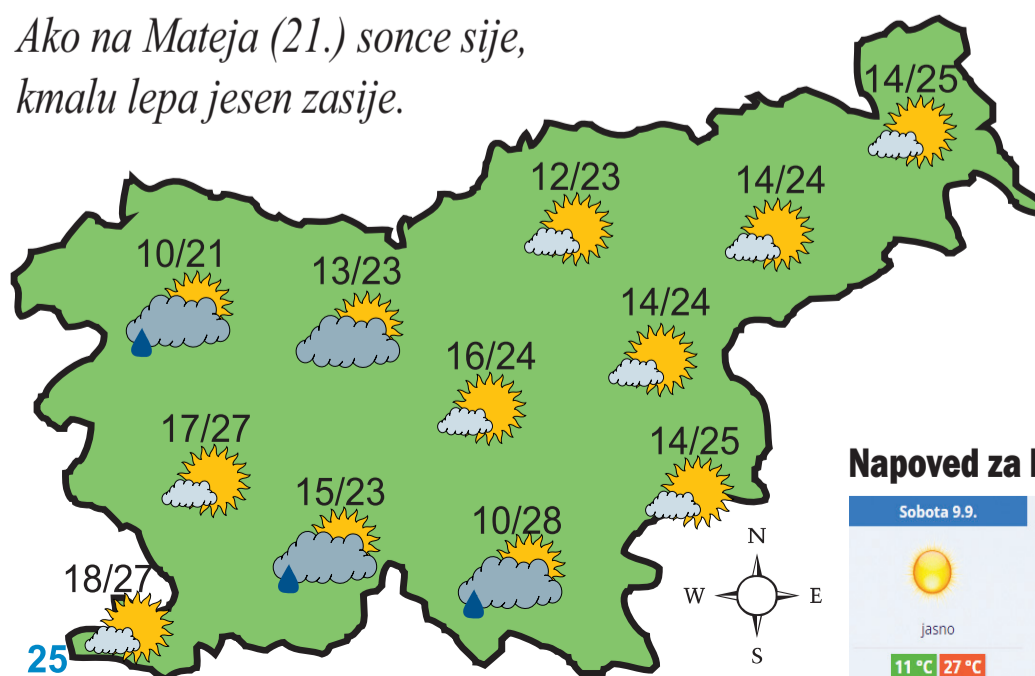 Ako na Mateja (21.) sonce sije,
kmalu lepa jesen zasije.
14/25
12/23
14/24
10/21
13/23
14/24
16/24
17/27
14/25
15/23
10/28
18/27
25
N
W
E
S
Napoved za
Sobota 9.9.
jasno
11 °C 27 °C